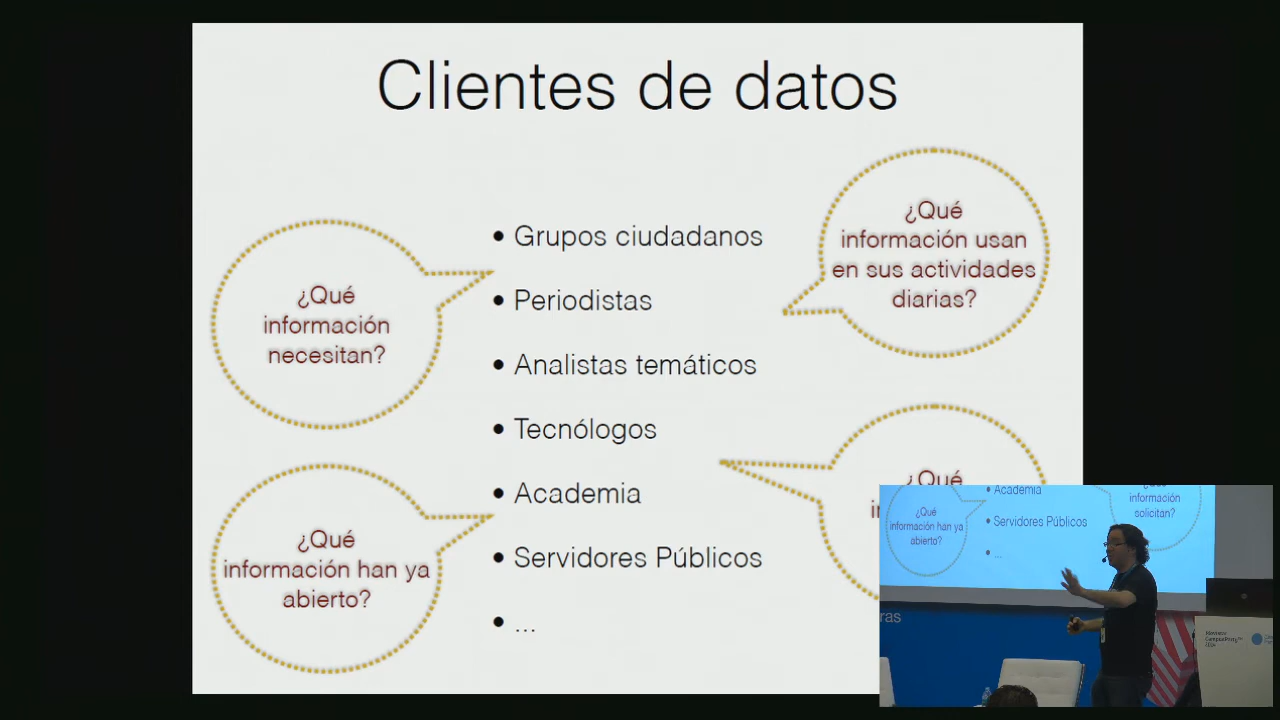 Clientes de datos
¿Qué
información
necesitan?
¿Qué
información han ya
abierto?
• Grupos ciudadanos
• Periodistas
• Analistas temáticos
• Tecnólogos
• Academia
• Servidores Públicos
• ...
¿Qué
información usan
en sus actividades
diarias?
¿Qué
• Academia
• Servidores Públicos
• ...
¿Qué
información han ya
abierto?
información
solicitan?
ras